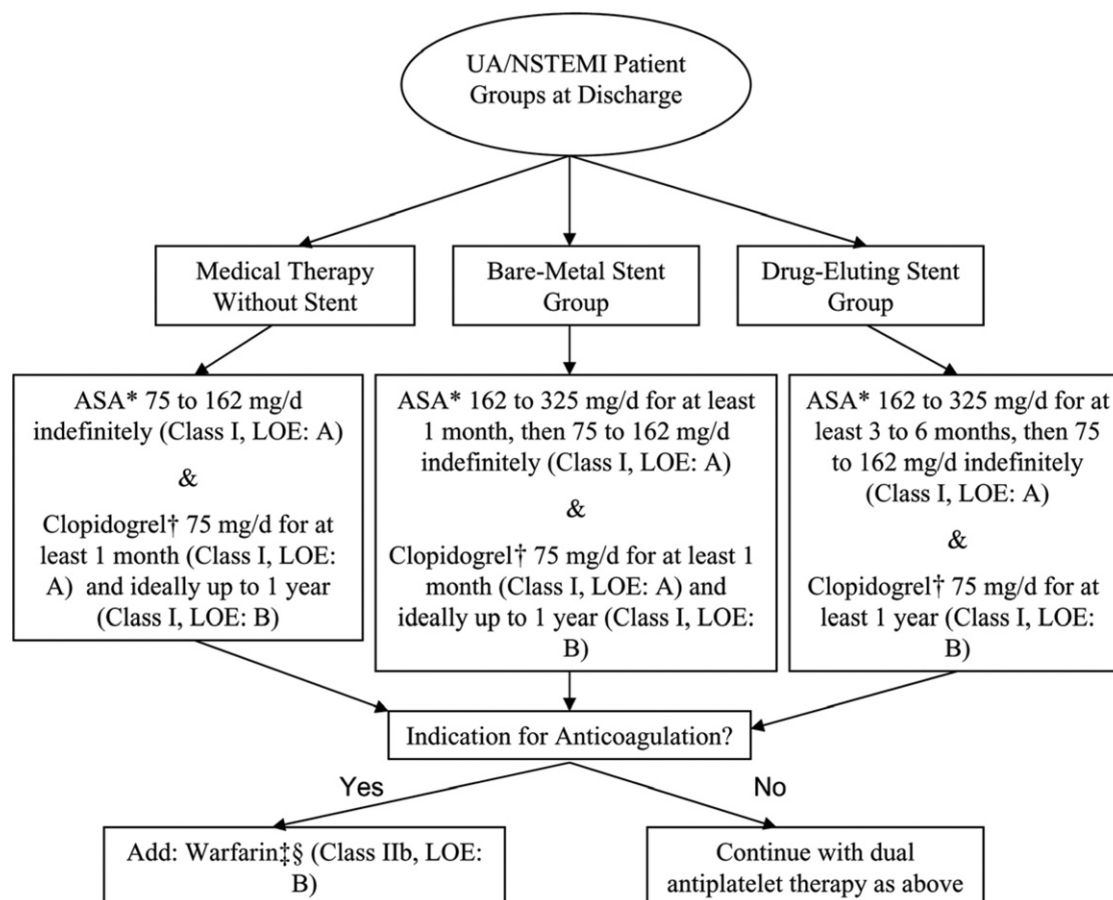 UA/NSTEMI Patient
Groups at Discharge
Medical Therapy
Without Stent
Bare-Metal Stent
Group
Drug-Eluting Stent
Group
ASA* 75 to 162 mg/d
indefinitely (Class I, LOE: A)
&
Clopidogrel† 75 mg/d for at
least 1 month (Class I, LOE:
A) and ideally up to 1 year
(Class I, LOE: B)
ASA* 162 to 325 mg/d for at least
1 month, then 75 to 162 mg/d
indefinitely (Class I, LOE: A)
&
Clopidogrel† 75 mg/d for at least 1
month (Class I, LOE: A) and
ideally up to 1 year (Class I, LOE:
B)
ASA* 162 to 325 mg/d for at
least 3 to 6 months, then 75
to 162 mg/d indefinitely
(Class I, LOE: A)
&
Clopidogrel† 75 mg/d for at
least 1 year (Class I, LOE:
B)
Indication for Anticoagulation?
Yes
No
Add: Warfarin‡§ (Class IIb, LOE:
B)
Continue with dual
antiplatelet therapy as above